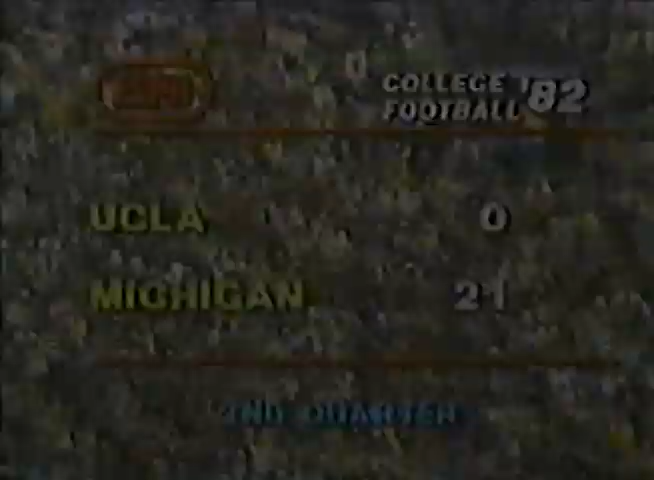 COLLEGE '82
FOOTBALL
UCLA 0
MICHIGAN 21
2ND QUARTER